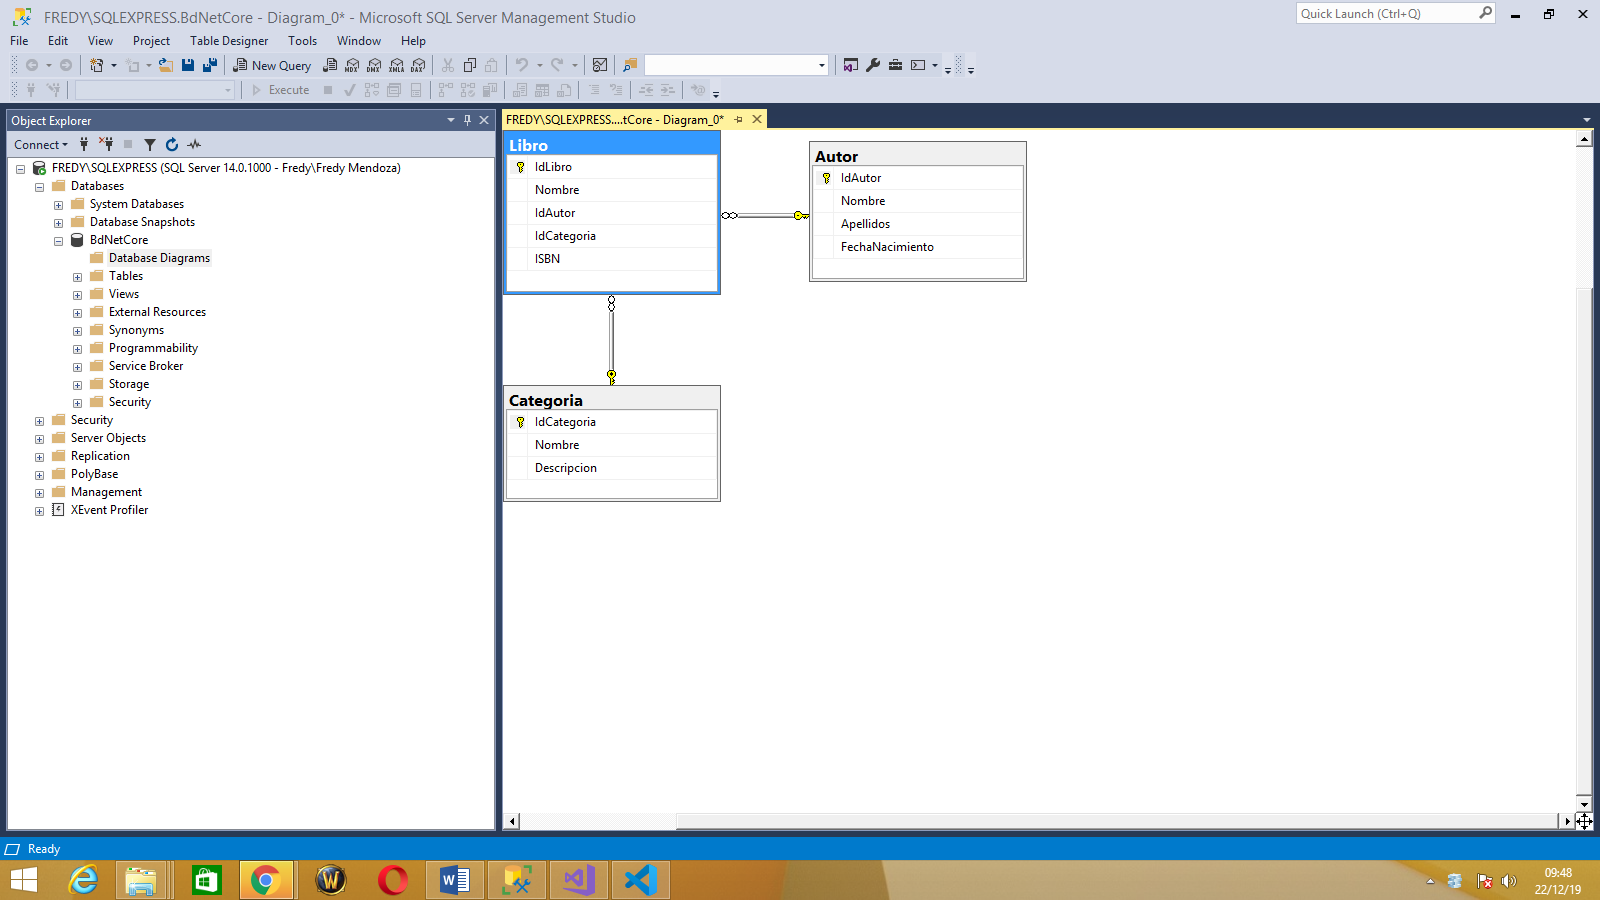 FREDY\SQLEXPRESS.BdNetCore - Diagram_0* - Microsoft SQL Server Management Studio
Quick Launch (Ctrl+Q)
File Edit View Project Table Designer Tools Window Help
New Query
MDX DMX XMLA DAX
Execute
Object Explorer
Connect
FREDY\SQLEXPRESS (SQL Server 14.0.1000 - Fredy\Fredy Mendoza)
Databases
System Databases
Database Snapshots
BdNetCore
Database Diagrams
Tables
Views
External Resources
Synonyms
Programmability
Service Broker
Storage
Security
Security
Server Objects
Replication
PolyBase
Management
XEvent Profiler
FREDY\SQLEXPRESS....tCore - Diagram_0*
Libro
IdLibro
Nombre
IdAutor
IdCategoria
ISBN
Autor
IdAutor
Nombre
Apellidos
FechaNacimiento
Categoria
IdCategoria
Nombre
Descripcion
Ready
09:48
22/12/19